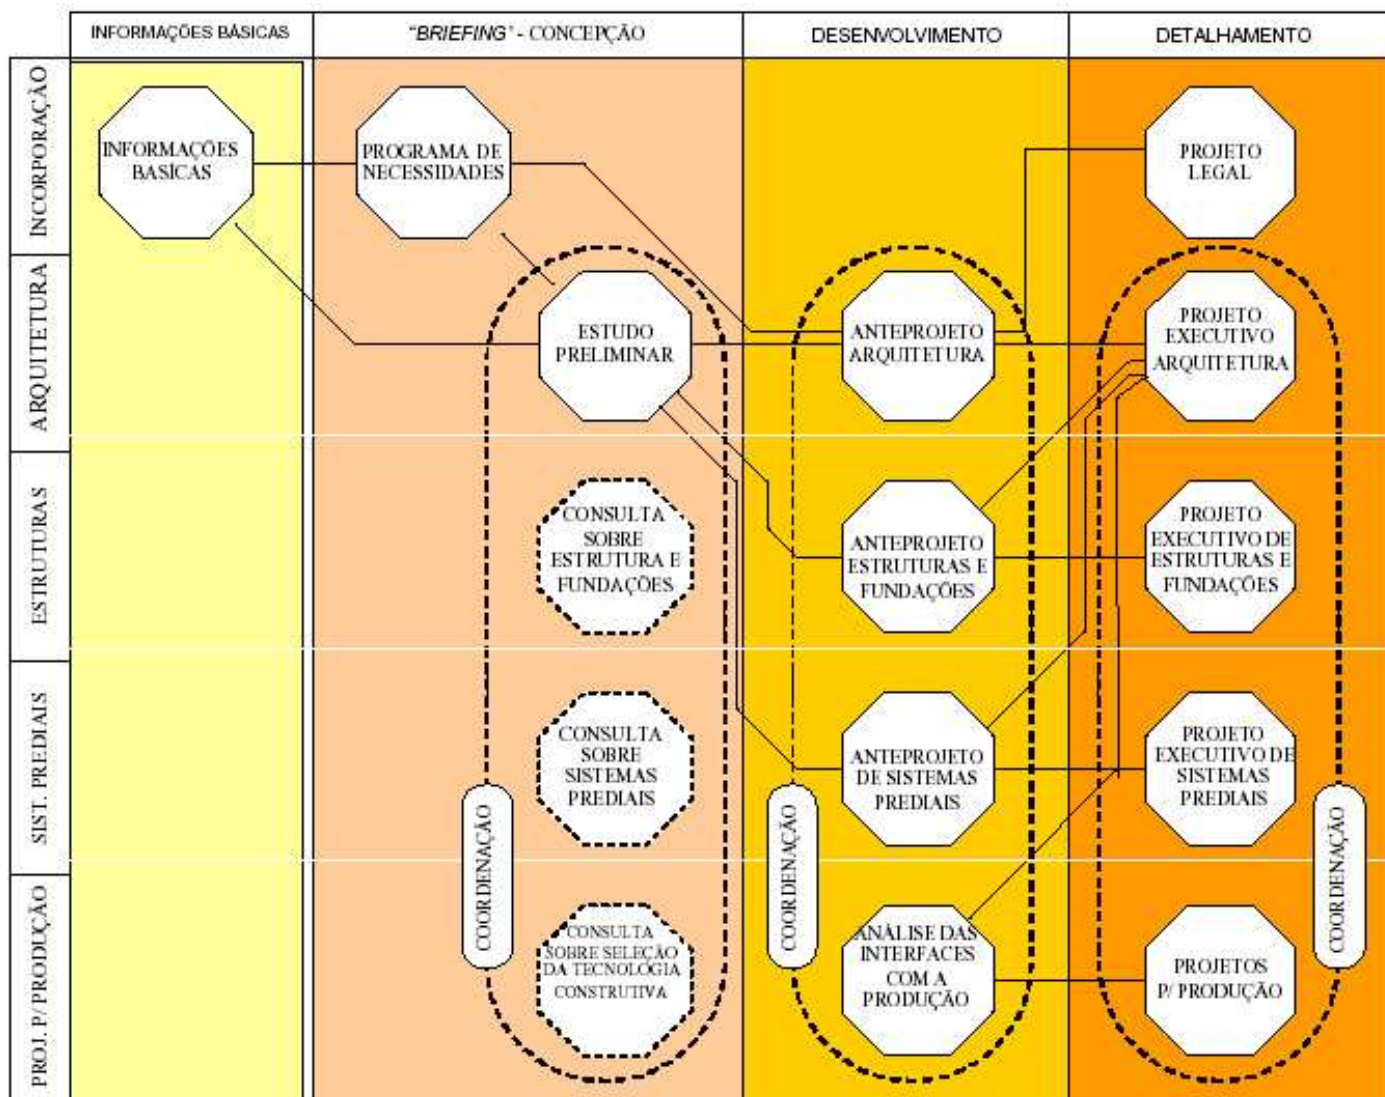 INFORMAÇÕES BÁSICAS
"BRIEFING" - CONCEPÇÃO
DESENVOLVIMENTO
DETALHAMENTO
INCORPORAÇÃO
INFORMAÇÕES
BASÍCAS
PROGRAMA DE
NECESSIDADES
PROJETO
LEGAL
ARQUITETURA
ESTUDO
PRELIMINAR
ANTEPROJETO
ARQUITETURA
PROJETO
EXECUTIVO
ARQUITETURA
ESTRUTURAS
CONSULTA
SOBRE
ESTRUTURA E
FUNDAÇÕES
ANTEPROJETO
ESTRUTURAS E
FUNDAÇÕES
PROJETO
EXECUTIVO DE
ESTRUTURAS E
FUNDAÇÕES
SIST. PREDIAIS
CONSULTA
SOBRE
SISTEMAS
PREDIAIS
ANTEPROJETO
DE SISTEMAS
PREDIAIS
PROJETO
EXECUTIVO DE
SISTEMAS
PREDIAIS
COORDENAÇÃO
COORDENAÇÃO
COORDENAÇÃO
PROJ. P/ PRODUÇÃO
CONSULTA
SOBRE SELEÇÃO
DA TECNOLOGIA
CONSTRUTIVA
ANÁLISE DAS
INTERFACES
COM A
PRODUÇÃO
PROJETOS
P/ PRODUÇÃO